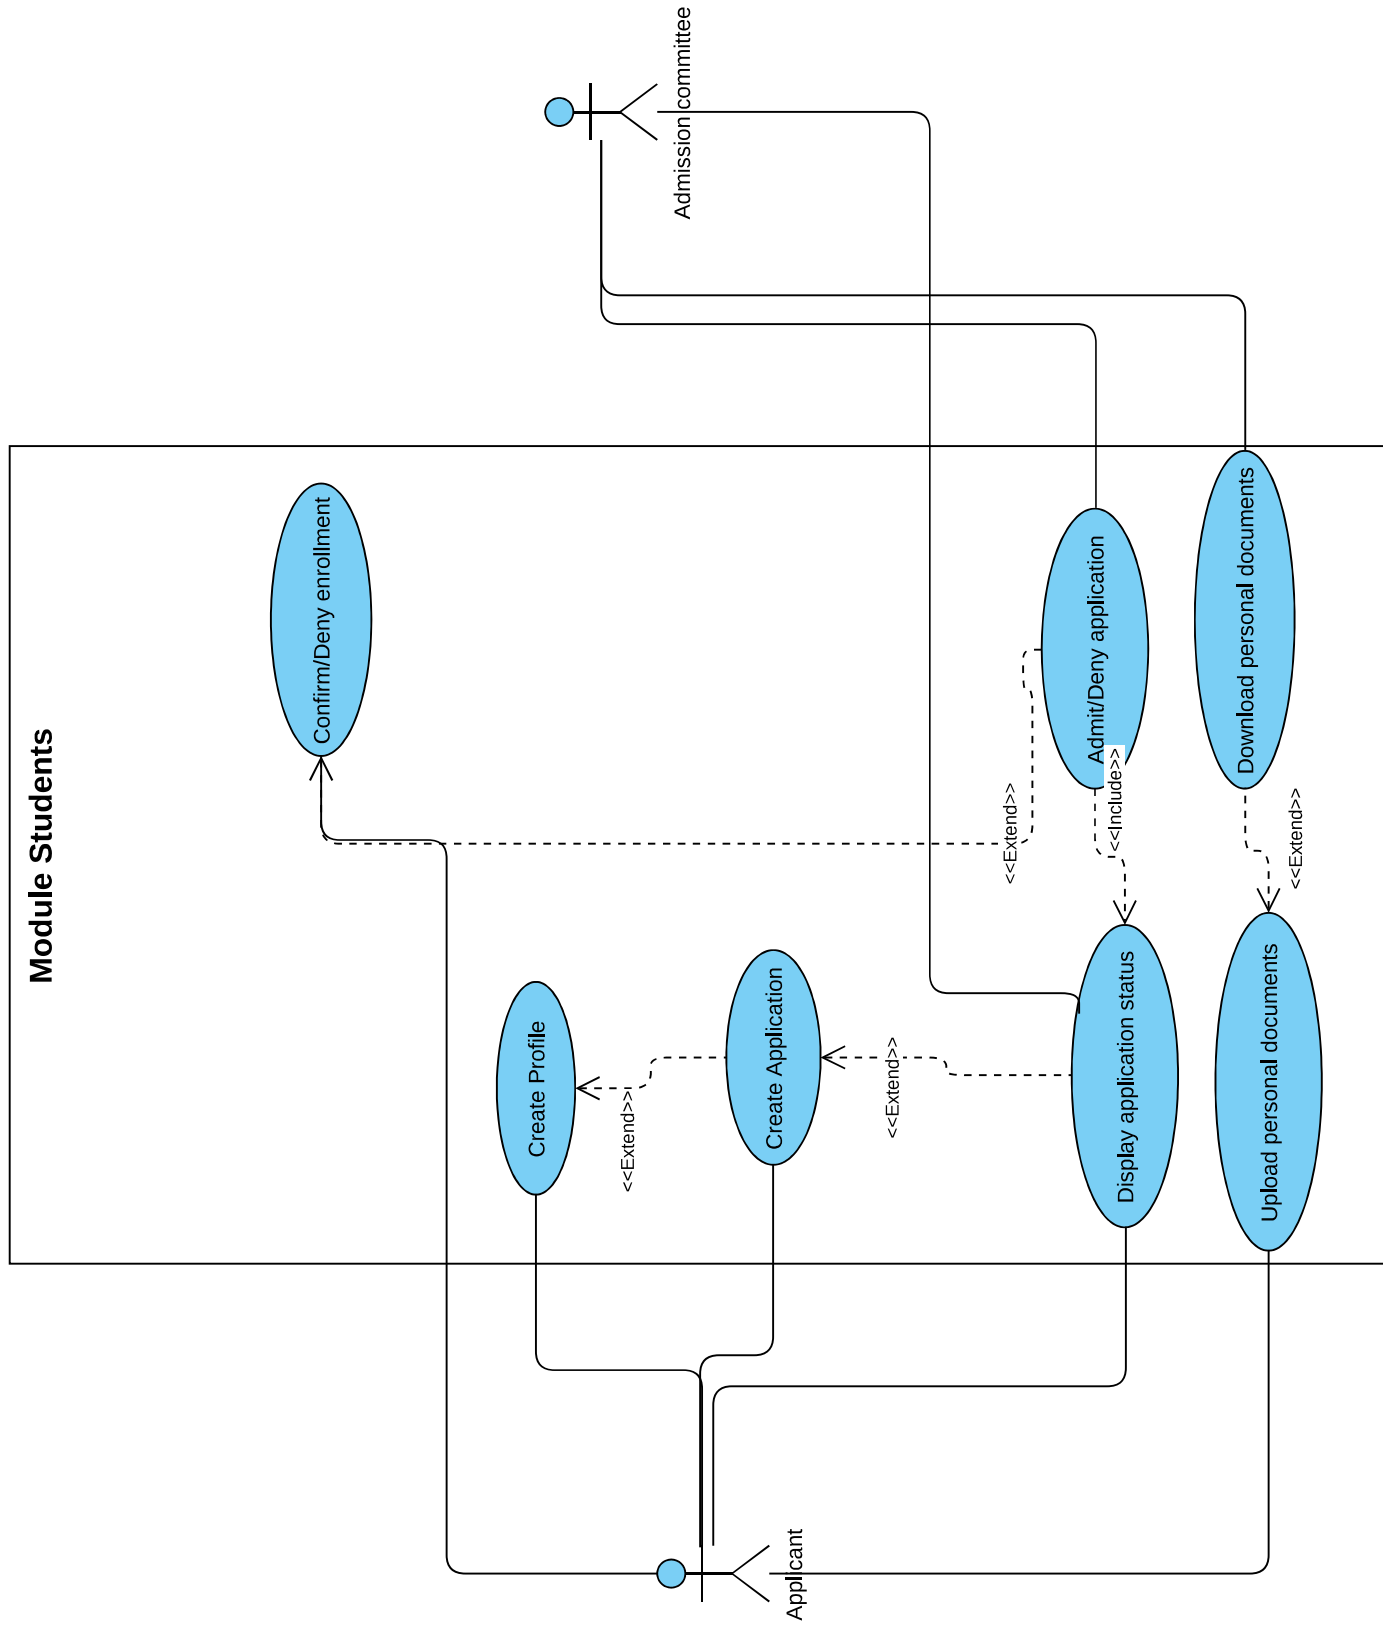 Module Students
Confirm/Deny enrollment
Create Profile
<<Extend>>
Create Application
<<Extend>>
<<Extend>>
Admit/Deny application
<<Include>>
Display application status
Download personal documents
<<Extend>>
Upload personal documents
Applicant
Admission committee